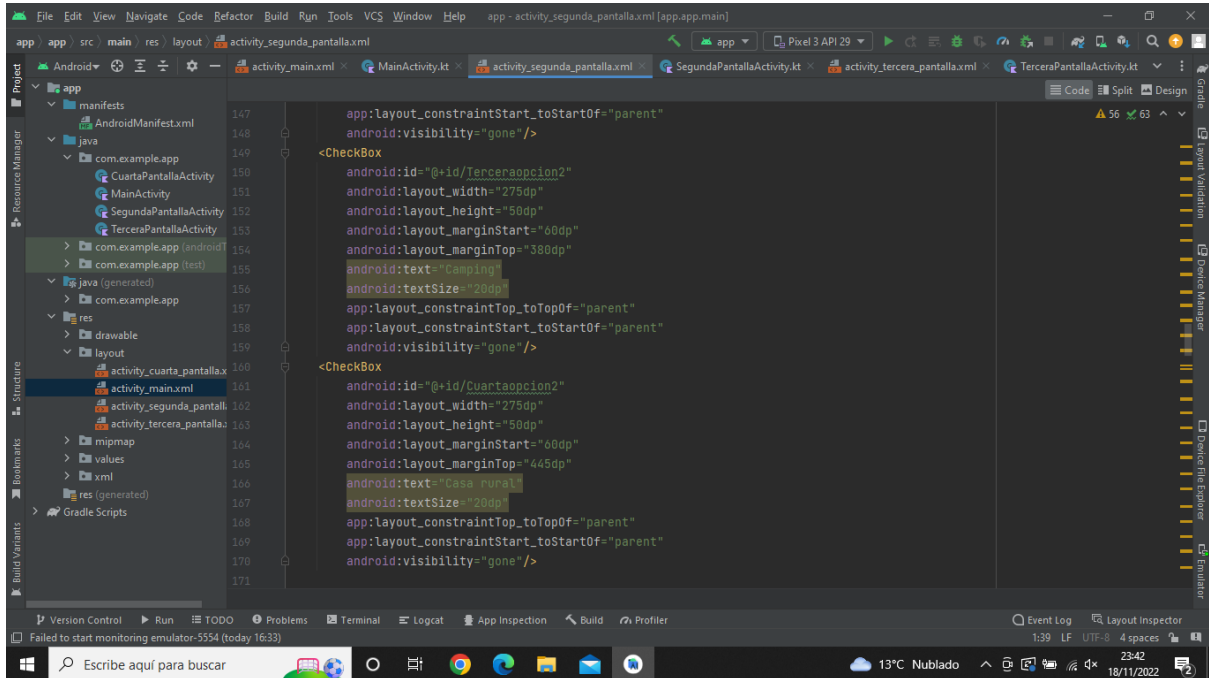 File Edit View Navigate Code Refactor Build Run Tools VCS Window Help app - activity_segunda_pantalla.xml [app.app.main]
app app src main res layout activity_segunda_pantalla.xml app Pixel 3 API 29
Android activity_main.xml MainActivity.kt activity_segunda_pantalla.xml SegundaPantallaActivity.kt activity_tercera_pantalla.xml TerceraPantallaActivity.kt
Code Split Design
56 63
Project
Resource Manager
Structure
Bookmarks
Build Variants
app
manifests
AndroidManifest.xml
java
com.example.app
CuartaPantallaActivity
MainActivity
SegundaPantallaActivity
TerceraPantallaActivity
com.example.app (androidT
com.example.app (test)
java (generated)
com.example.app
res
drawable
layout
activity_cuarta_pantalla.x
activity_main.xml
activity_segunda_pantall
activity_tercera_pantalla.
mipmap
values
xml
res (generated)
Gradle Scripts
147 app:layout_constraintStart_toStartOf="parent"
148 android:visibility="gone"/>
149 <CheckBox
150 android:id="@+id/Terceraopcion2"
151 android:layout_width="275dp"
152 android:layout_height="50dp"
153 android:layout_marginStart="60dp"
154 android:layout_marginTop="380dp"
155 android:text="Camping"
156 android:textSize="20dp"
157 app:layout_constraintTop_toTopOf="parent"
158 app:layout_constraintStart_toStartOf="parent"
159 android:visibility="gone"/>
160 <CheckBox
161 android:id="@+id/Cuartaopcion2"
162 android:layout_width="275dp"
163 android:layout_height="50dp"
164 android:layout_marginStart="60dp"
165 android:layout_marginTop="445dp"
166 android:text="Casa rural"
167 android:textSize="20dp"
168 app:layout_constraintTop_toTopOf="parent"
169 app:layout_constraintStart_toStartOf="parent"
170 android:visibility="gone"/>
171
Gradle
Layout Validation
Device Manager
Device File Explorer
Emulator
Version Control Run TODO Problems Terminal Logcat App Inspection Build Profiler Event Log Layout Inspector
Failed to start monitoring emulator-5554 (today 16:33) 1:39 LF UTF-8 4 spaces
Escribe aquí para buscar 13°C Nublado 23:42
18/11/2022 2